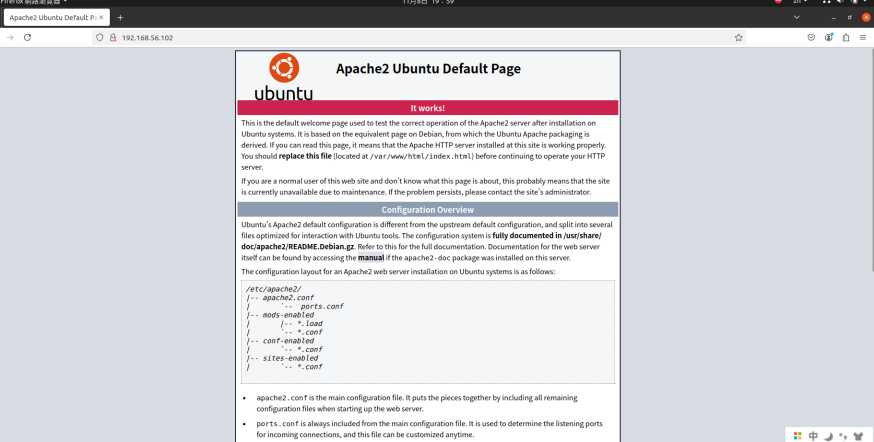 Firefox 網路瀏覽器
11月8日 19：59
zh
Apache2 Ubuntu Default Pa
192.168.56.102
ubuntu
Apache2 Ubuntu Default Page
It works!
This is the default welcome page used to test the correct operation of the Apache2 server after installation on
Ubuntu systems. It is based on the equivalent page on Debian, from which the Ubuntu Apache packaging is
derived. If you can read this page, it means that the Apache HTTP server installed at this site is working properly.
You should replace this file (located at /var/www/html/index.html) before continuing to operate your HTTP
server.
If you are a normal user of this web site and don't know what this page is about, this probably means that the site
is currently unavailable due to maintenance. If the problem persists, please contact the site's administrator.
Configuration Overview
Ubuntu's Apache2 default configuration is different from the upstream default configuration, and split into several
files optimized for interaction with Ubuntu tools. The configuration system is fully documented in /usr/share/
doc/apache2/README.Debian.gz. Refer to this for the full documentation. Documentation for the web server
itself can be found by accessing the manual if the apache2-doc package was installed on this server.
The configuration layout for an Apache2 web server installation on Ubuntu systems is as follows:
/etc/apache2/
|-- apache2.conf
|       `--  ports.conf
|-- mods-enabled
|       |-- *.load
|       `-- *.conf
|-- conf-enabled
|       `-- *.conf
|-- sites-enabled
|       `-- *.conf
• apache2.conf is the main configuration file. It puts the pieces together by including all remaining
configuration files when starting up the web server.
• ports.conf is always included from the main configuration file. It is used to determine the listening ports
for incoming connections, and this file can be customized anytime.
中